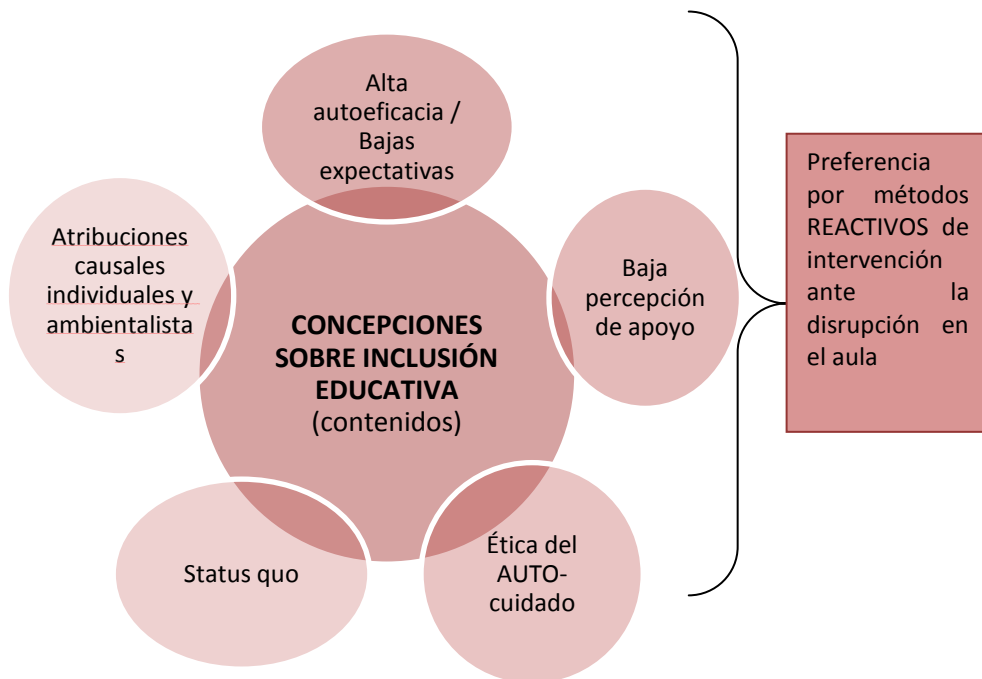 Alta
autoeficacia /
Bajas
expectativas
Atribuciones
causales
individuales y
ambientalista
s
Baja
percepción
de apoyo
CONCEPCIONES
SOBRE INCLUSIÓN
EDUCATIVA
(contenidos)
Status quo
Ética del
AUTO-
cuidado
Preferencia
por métodos
REACTIVOS de
intervención
ante la
disrupción en
el aula